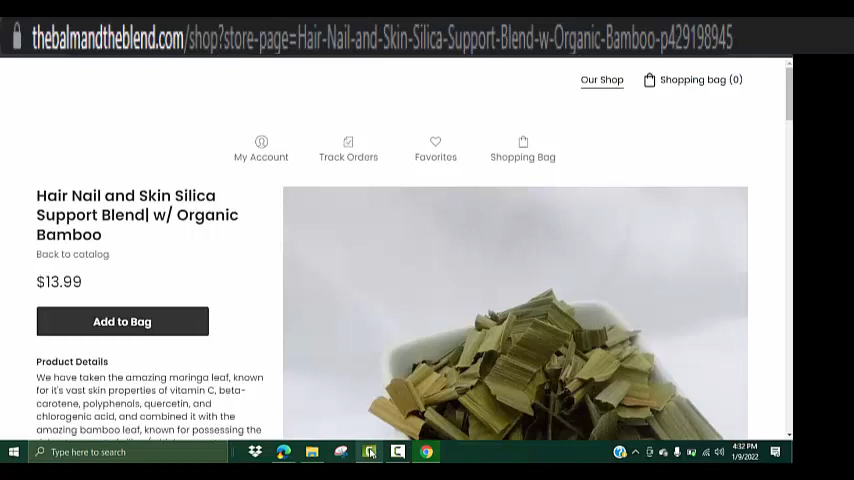 thebalmandtheblend.com/shop?store-page=Hair-Nail-and-Skin-Silica-Support-Blend-w-Organic-Bamboo-p429198945
Our Shop
Shopping bag (0)
My Account
Track Orders
Favorites
Shopping Bag
Hair Nail and Skin Silica
Support Blend| w/ Organic
Bamboo
Back to catalog
$13.99
Add to Bag
Product Details
We have taken the amazing moringa leaf, known
for it's vast skin properties of vitamin C, beta-
carotene, polyphenols, quercetin, and
chlorogenic acid, and combined it with the
amazing bamboo leaf, known for possessing the
Type here to search
4:32 PM
1/9/2022